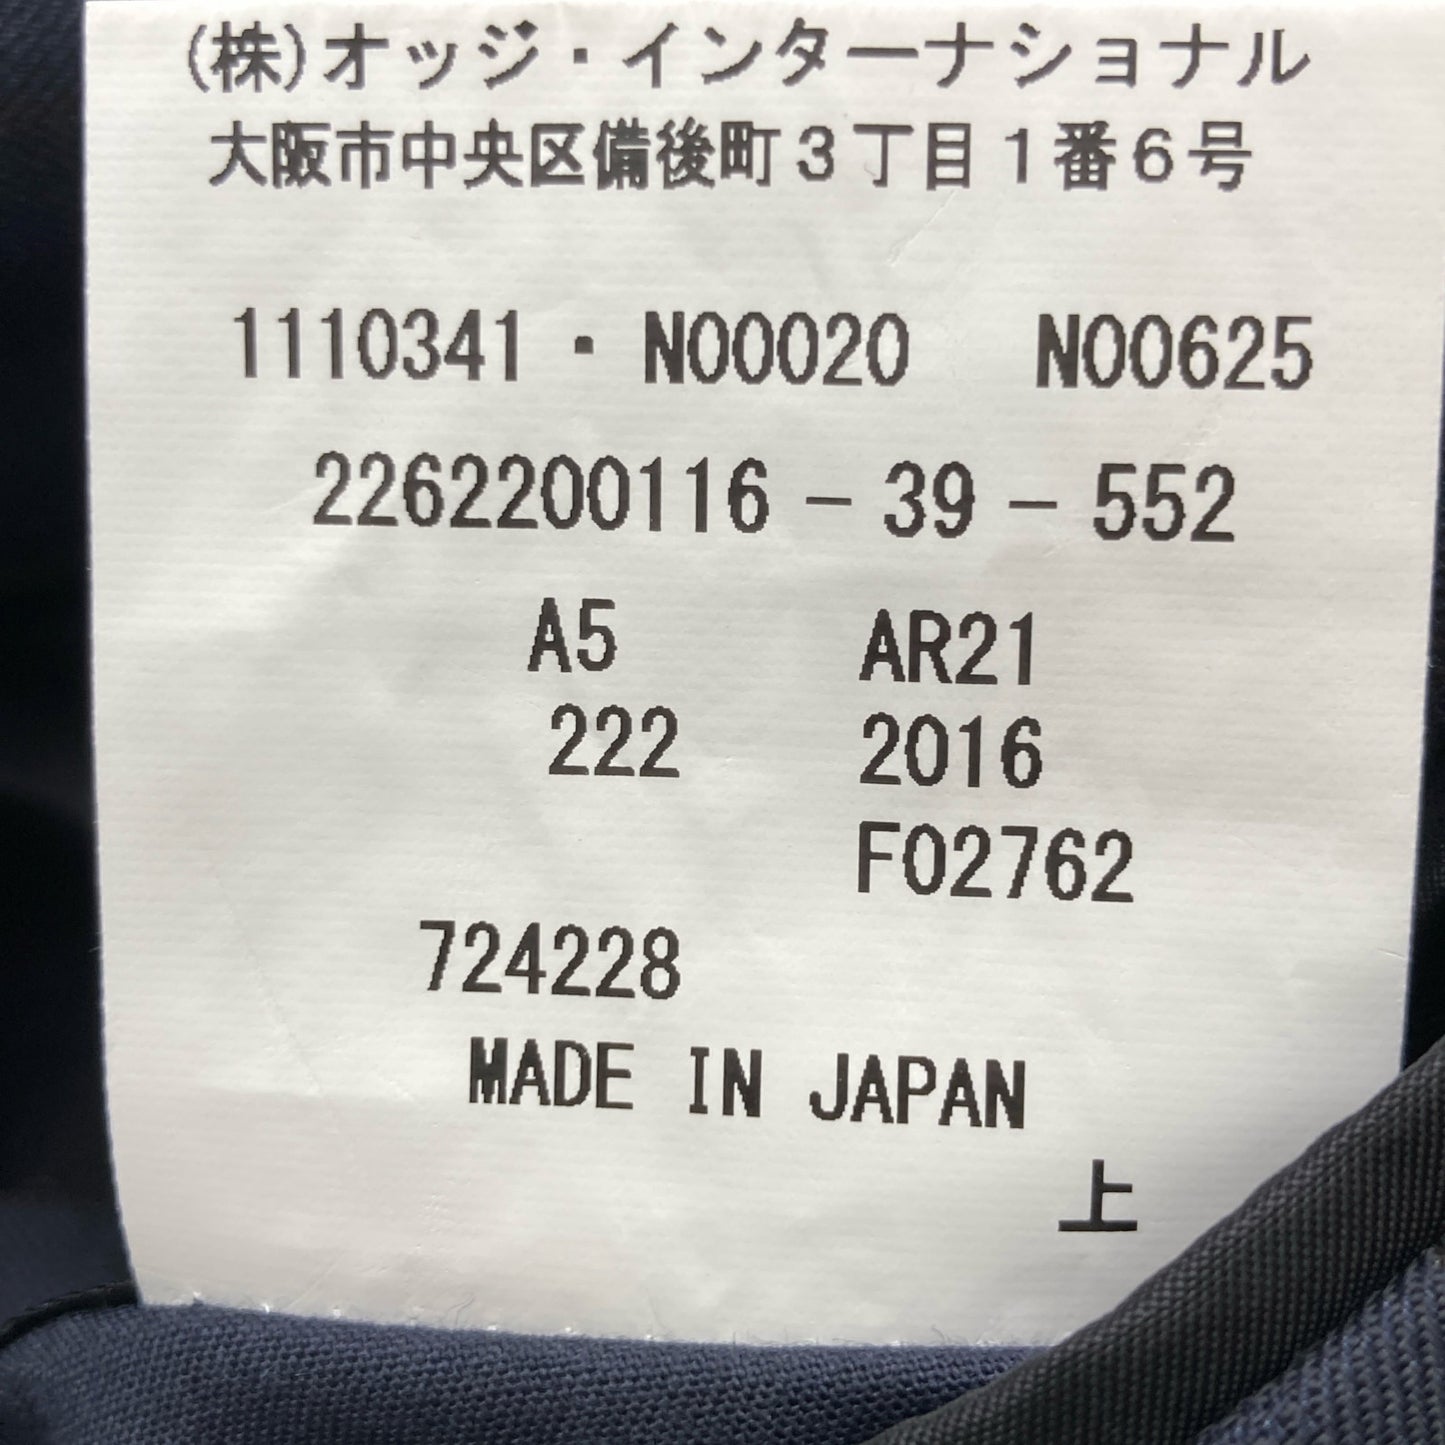 (株)オッジ・インターナショナル
大阪市中央区備後町３丁目１番６号
1110341・N00020 N00625
2262200116-39-552
A5 AR21
222 2016
F02762
724228
MADE IN JAPAN
上